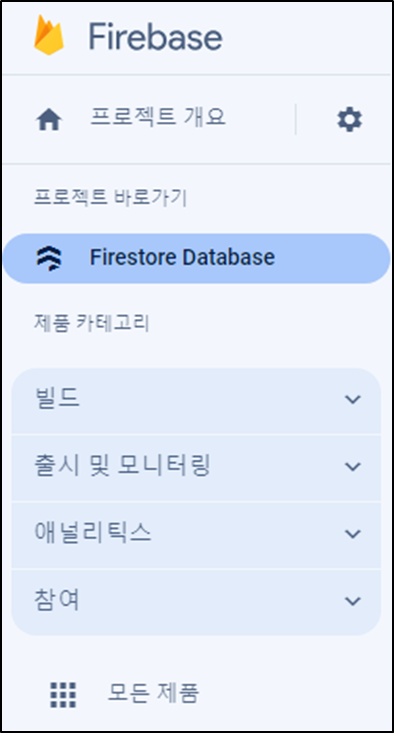 Firebase
프로젝트 개요
프로젝트 바로가기
Firestore Database
제품 카테고리
빌드
출시 및 모니터링
애널리틱스
참여
모든 제품